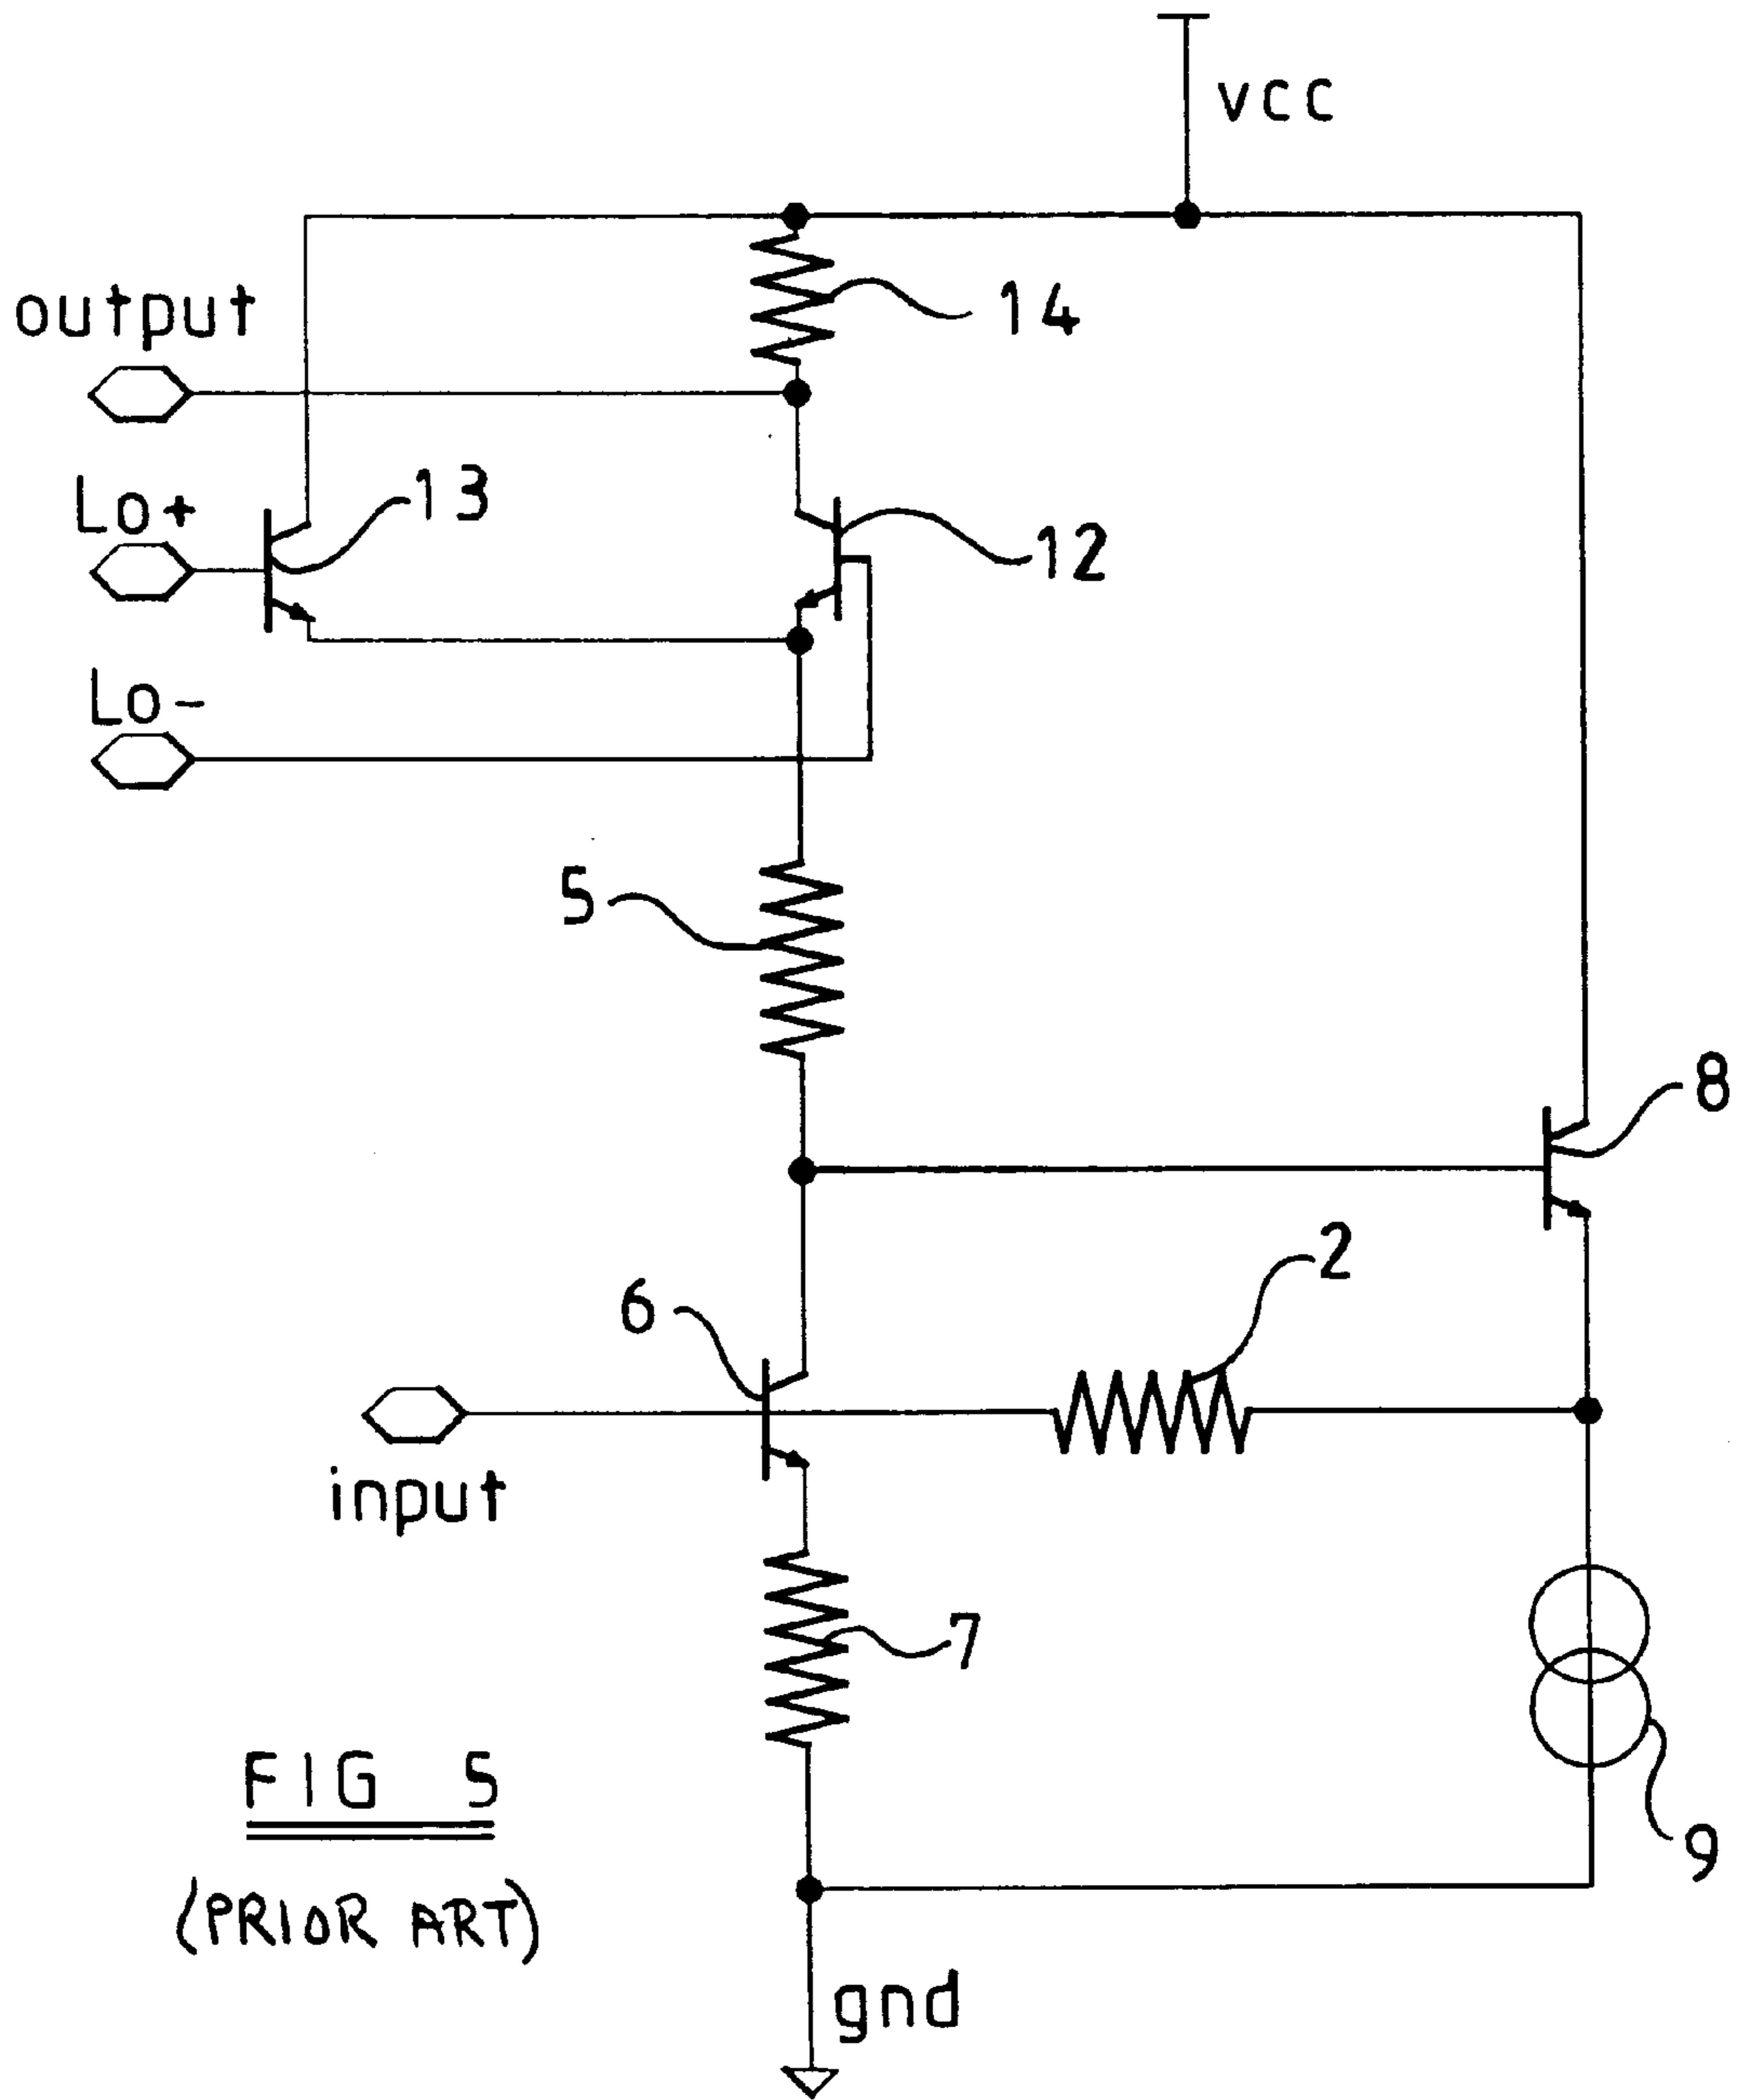 vcc
14
output
13
Lo+
12
Lo-
5
8
2
6
input
7
FIG 5
9
(PRIOR ART)
gnd